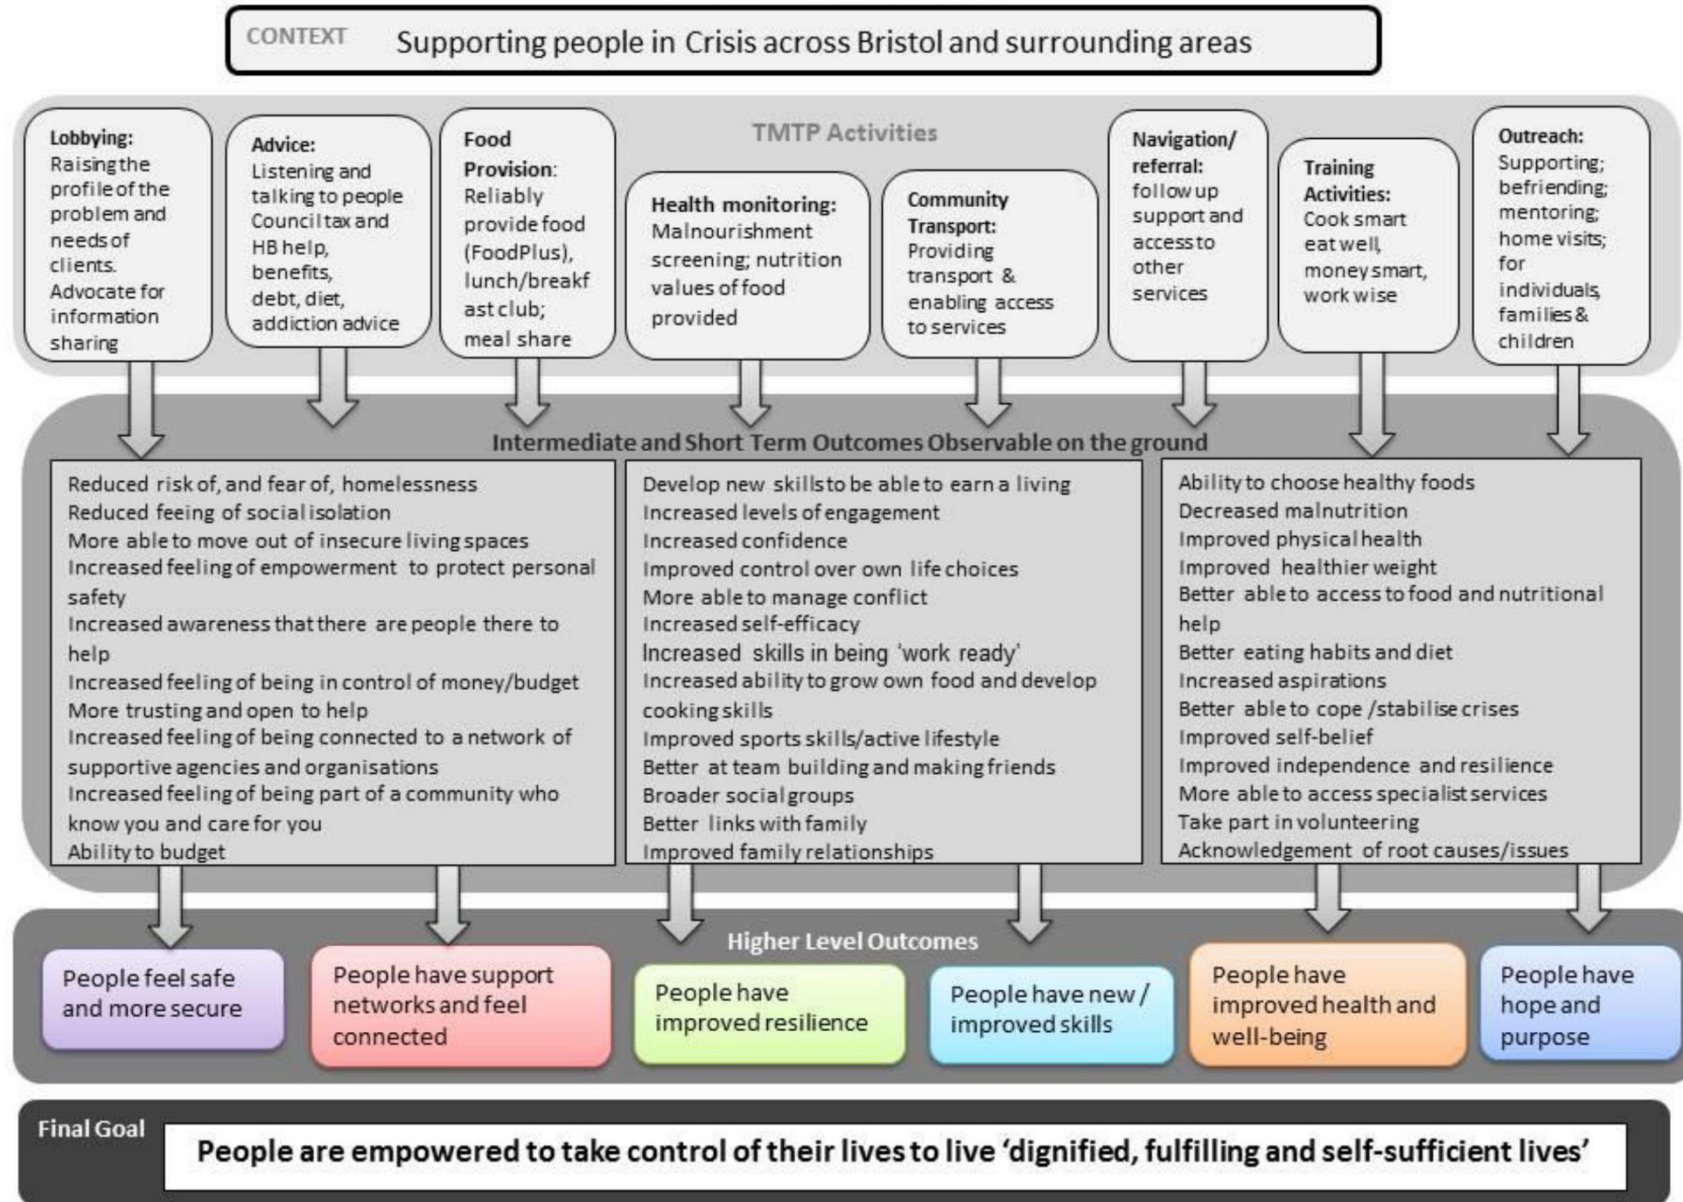 CONTEXT Supporting people in Crisis across Bristol and surrounding areas
TMTP Activities
Lobbying:
Raising the
profile of the
problem and
needs of
clients.
Advocate for
information
sharing
Advice:
Listening and
talking to people
Council tax and
HB help,
benefits,
debt, diet,
addiction advice
Food
Provision:
Reliably
provide food
(FoodPlus),
lunch/breakf
ast club;
meal share
Health monitoring:
Malnourishment
screening; nutrition
values of food
provided
Community
Transport:
Providing
transport &
enabling access
to services
Navigation/
referral:
follow up
support and
access to
other
services
Training
Activities:
Cook smart
eat well,
money smart,
work wise
Outreach:
Supporting;
befriending;
mentoring;
home visits;
for
individuals,
families &
children
Intermediate and Short Term Outcomes Observable on the ground
Reduced risk of, and fear of, homelessness
Reduced feeing of social isolation
More able to move out of insecure living spaces
Increased feeling of empowerment to protect personal
safety
Increased awareness that there are people there to
help
Increased feeling of being in control of money/budget
More trusting and open to help
Increased feeling of being connected to a network of
supportive agencies and organisations
Increased feeling of being part of a community who
know you and care for you
Ability to budget
Develop new skills to be able to earn a living
Increased levels of engagement
Increased confidence
Improved control over own life choices
More able to manage conflict
Increased self-efficacy
Increased skills in being ‘work ready’
Increased ability to grow own food and develop
cooking skills
Improved sports skills/active lifestyle
Better at team building and making friends
Broader social groups
Better links with family
Improved family relationships
Ability to choose healthy foods
Decreased malnutrition
Improved physical health
Improved healthier weight
Better able to access to food and nutritional
help
Better eating habits and diet
Increased aspirations
Better able to cope /stabilise crises
Improved self-belief
Improved independence and resilience
More able to access specialist services
Take part in volunteering
Acknowledgement of root causes/issues
Higher Level Outcomes
People feel safe
and more secure
People have support
networks and feel
connected
People have
improved resilience
People have new /
improved skills
People have
improved health and
well-being
People have
hope and
purpose
Final Goal
People are empowered to take control of their lives to live ‘dignified, fulfilling and self-sufficient lives’